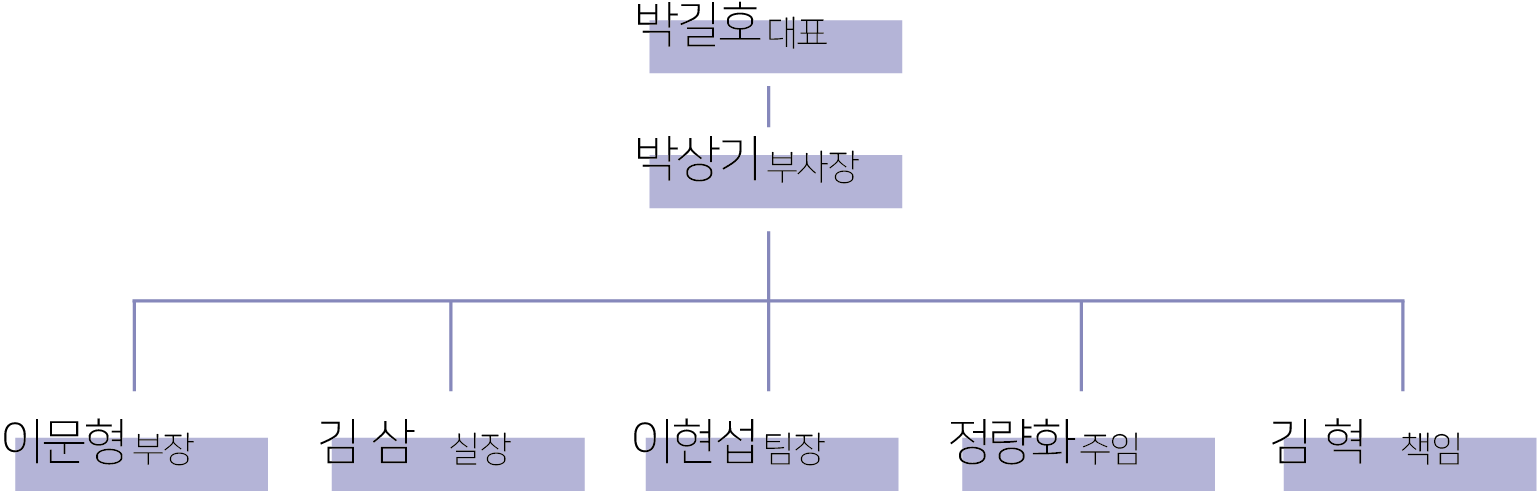 박길호 대표
박상기 부사장
이문형 부장
김 삼 실장
이현섭 팀장
정량화 주임
김 혁 책임